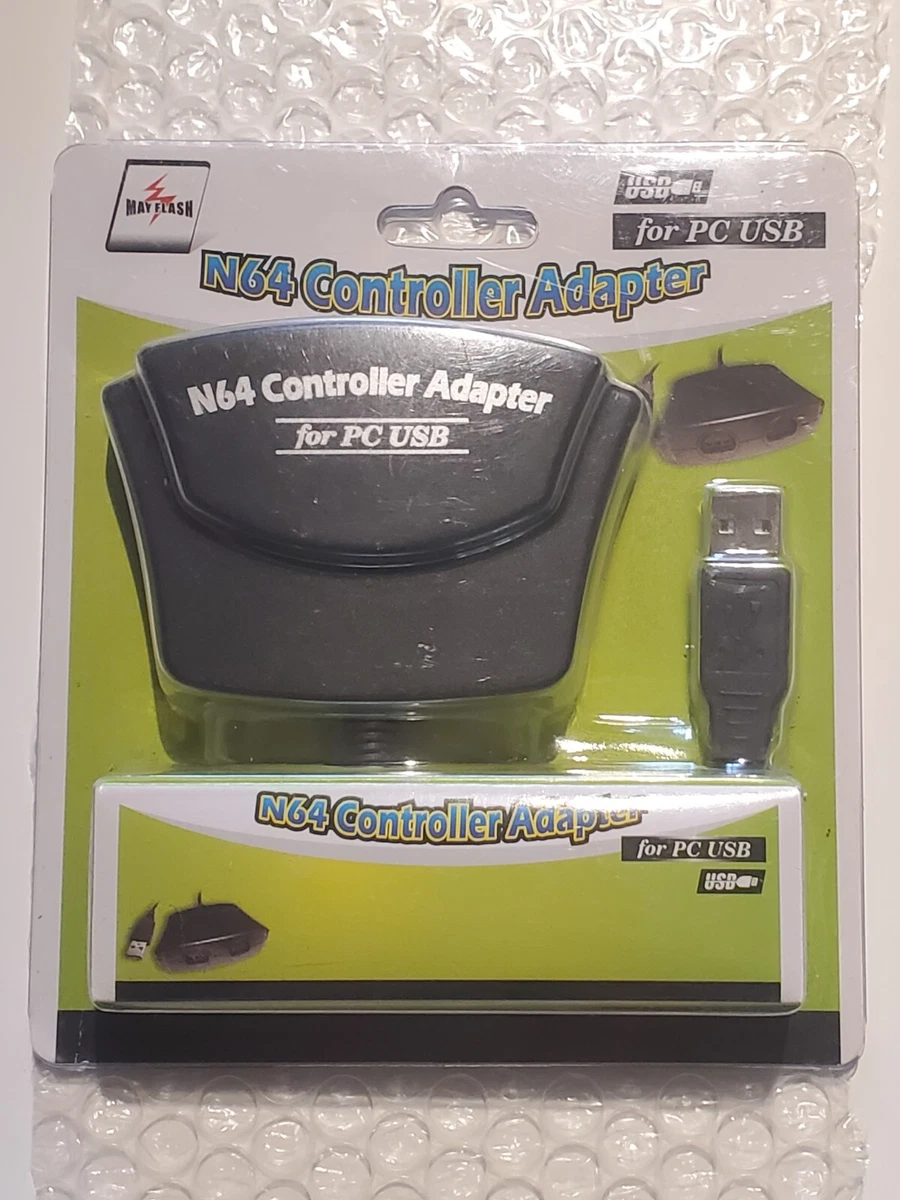 MAYFLASH
USB
for PC USB
N64 Controller Adapter
N64 Controller Adapter
for PC USB
N64 Controller Adapter
for PC USB
USB